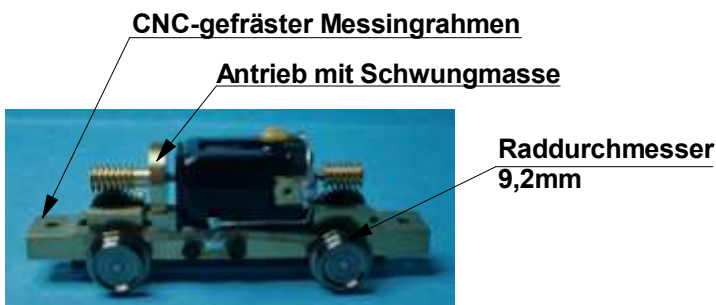 CNC-gefräster Messingrahmen
Antrieb mit Schwungmasse
Raddurchmesser
9,2mm